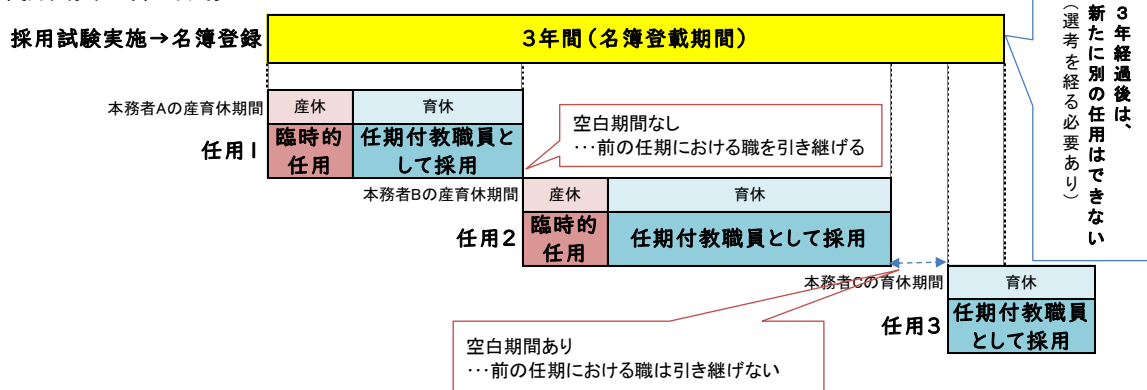 採用試験実施→名簿登録
3年間(名簿登載期間)
3年経過後は、
新たに別の任用はできない
(選考を経る必要あり)
本務者Aの産育休期間
産休
育休
任用1
臨時的
任用
任期付教職員と
して採用
空白期間なし
…前の任期における職を引き継げる
本務者Bの産育休期間
産休
育休
任用2
臨時的
任用
任期付教職員として採用
本務者Cの育休期間
育休
任用3
任期付教職員
として採用
空白期間あり
…前の任期における職は引き継げない